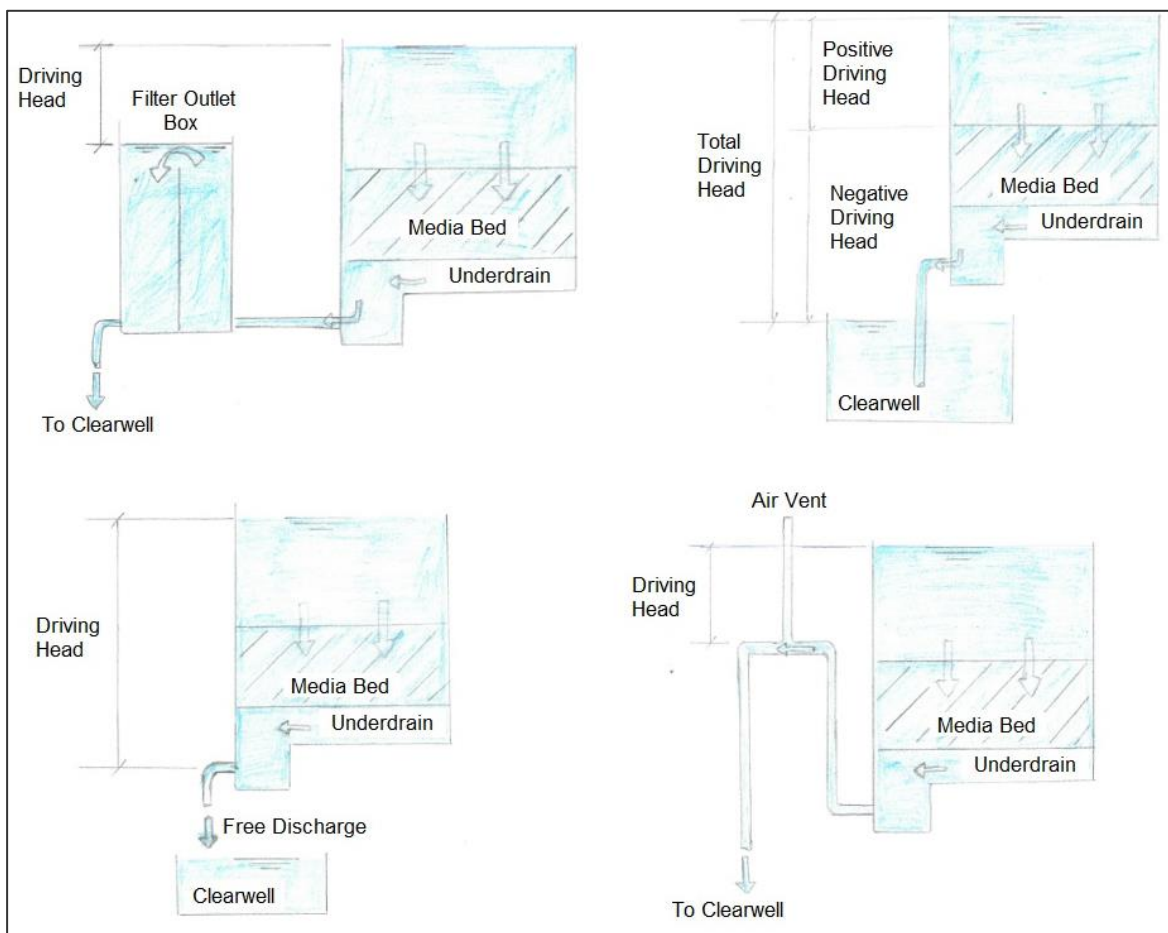 Driving
Head
Filter Outlet
Box
Media Bed
Underdrain
To Clearwell
Positive
Driving
Head
Total
Driving
Head
Negative
Driving
Head
Media Bed
Underdrain
Clearwell
Driving
Head
Media Bed
Underdrain
Free Discharge
Clearwell
Air Vent
Driving
Head
Media Bed
Underdrain
To Clearwell